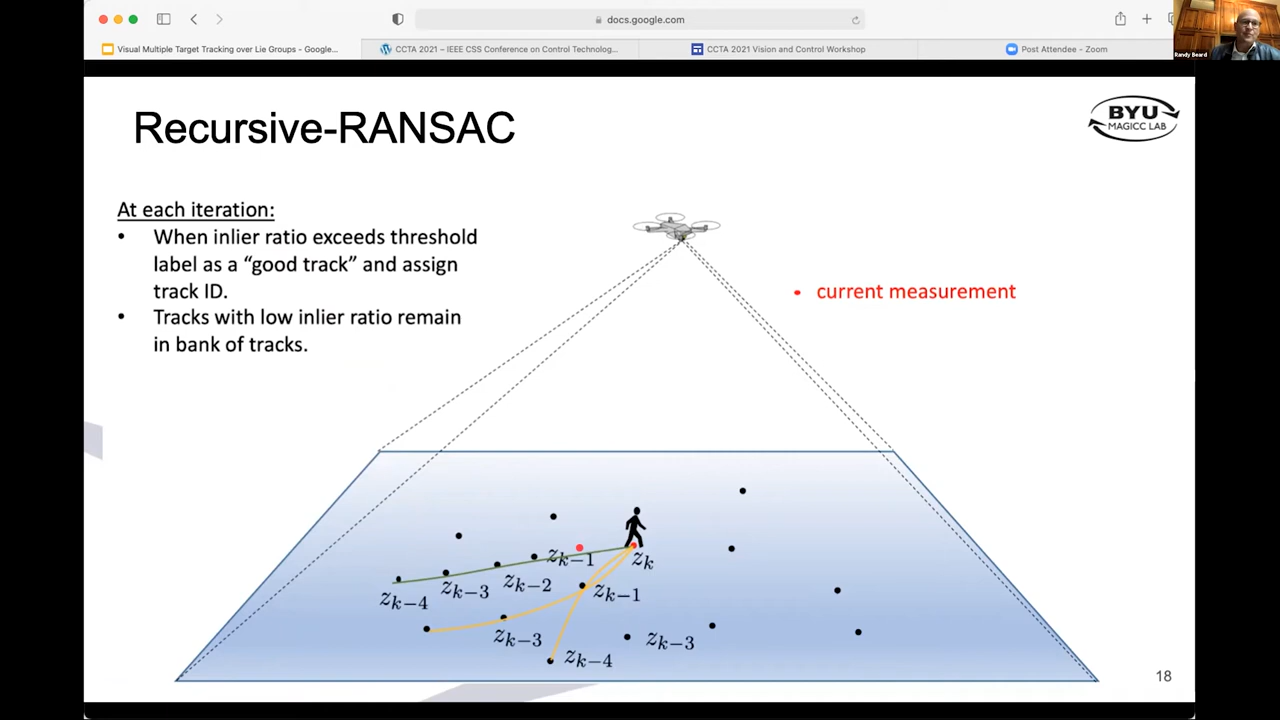 docs.google.com
Visual Multiple Target Tracking over Lie Groups - Google...
CCTA 2021 – IEEE CSS Conference on Control Technolog...
CCTA 2021 Vision and Control Workshop
Post Attendee - Zoom
Randy Beard
Recursive-RANSAC
BYU
MAGICC LAB
At each iteration:
• When inlier ratio exceeds threshold
label as a “good track” and assign
track ID.
• Tracks with low inlier ratio remain
in bank of tracks.
• current measurement
z_{k-1}
z_k
z_{k-2}
z_{k-3}
z_{k-4}
z_{k-1}
z_{k-3}
z_{k-3}
z_{k-4}
18